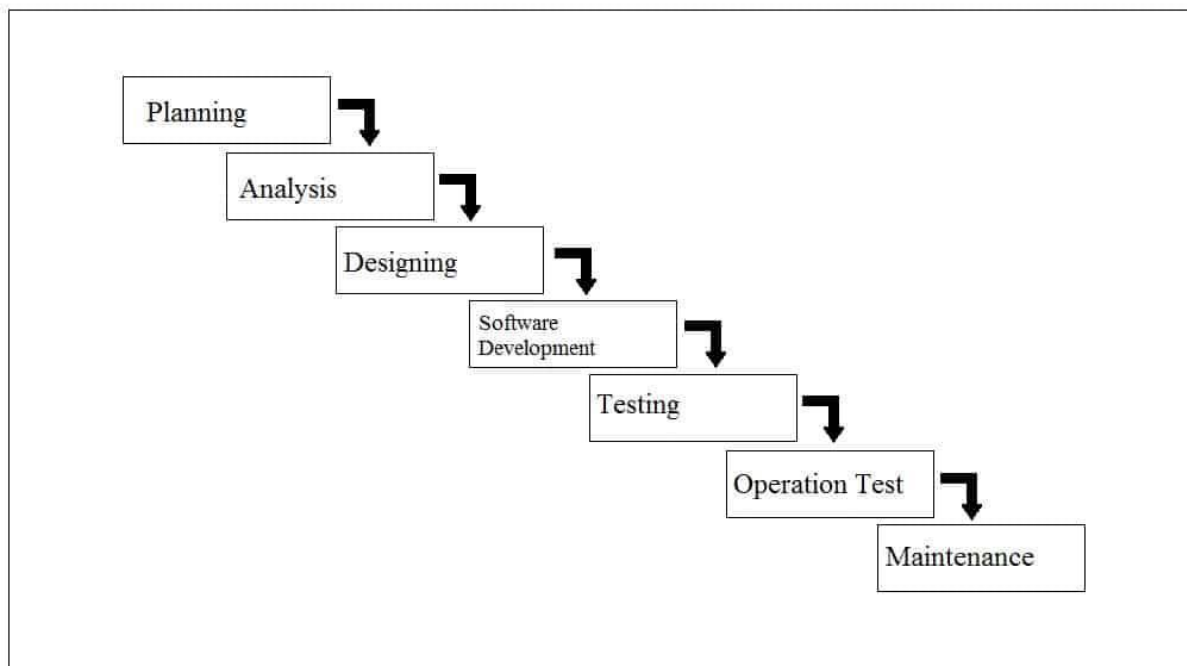 Planning
Analysis
Designing
Software
Development
Testing
Operation Test
Maintenance